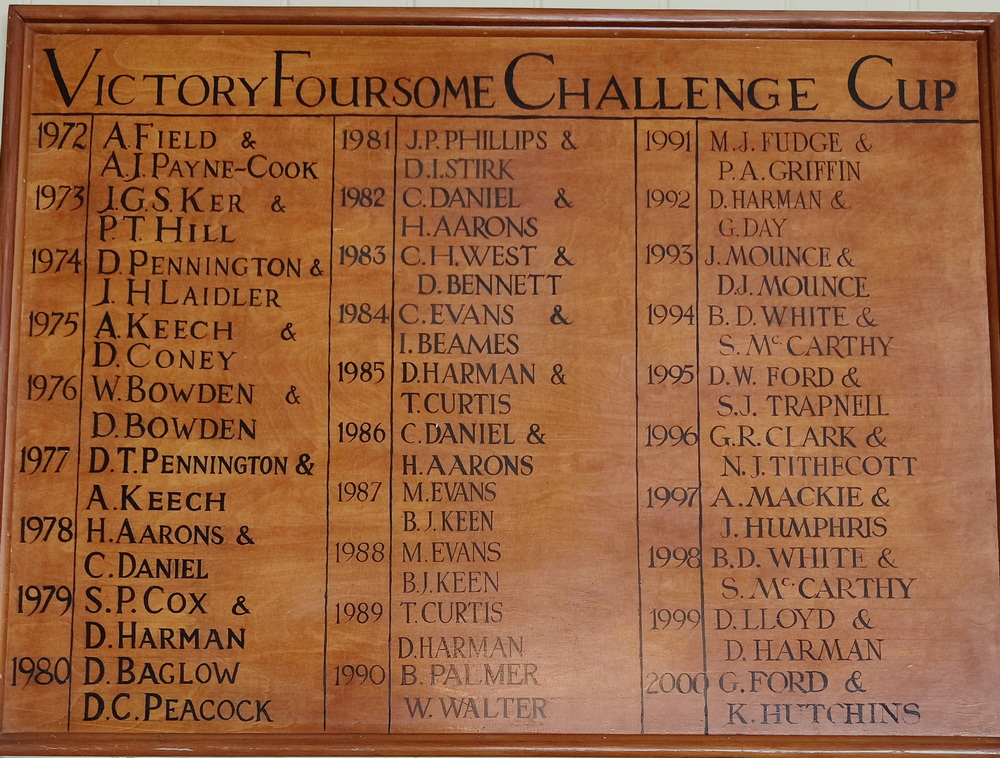 VICTORY FOURSOME CHALLENGE CUP
1972 A. FIELD &
A.J. PAYNE-COOK
1973 J.G.S. KER &
P.T. HILL
1974 D. PENNINGTON &
J. H LAIDLER
1975 A. KEECH &
D. CONEY
1976 W. BOWDEN &
D. BOWDEN
1977 D.T. PENNINGTON &
A. KEECH
1978 H. AARONS &
C. DANIEL
1979 S.P. COX &
D. HARMAN
1980 D. BAGLOW
D.C. PEACOCK
1981 J.P. PHILLIPS &
D.I. STIRK
1982 C. DANIEL &
H. AARONS
1983 C.H. WEST &
D. BENNETT
1984 C. EVANS &
I. BEAMES
1985 D. HARMAN &
T. CURTIS
1986 C. DANIEL &
H. AARONS
1987 M. EVANS
B.J. KEEN
1988 M. EVANS
B.J. KEEN
1989 T. CURTIS
D. HARMAN
1990 B. PALMER
W. WALTER
1991 M.J. FUDGE &
P.A. GRIFFIN
1992 D. HARMAN &
G. DAY
1993 J. MOUNCE &
D.J. MOUNCE
1994 B.D. WHITE &
S. Mc. CARTHY
1995 D.W. FORD &
S.J. TRAPNELL
1996 G.R. CLARK &
N.J. TITHECOTT
1997 A. MACKIE &
J. HUMPHRIS
1998 B.D. WHITE &
S. Mc. CARTHY
1999 D. LLOYD &
D. HARMAN
2000 G. FORD &
K. HUTCHINS